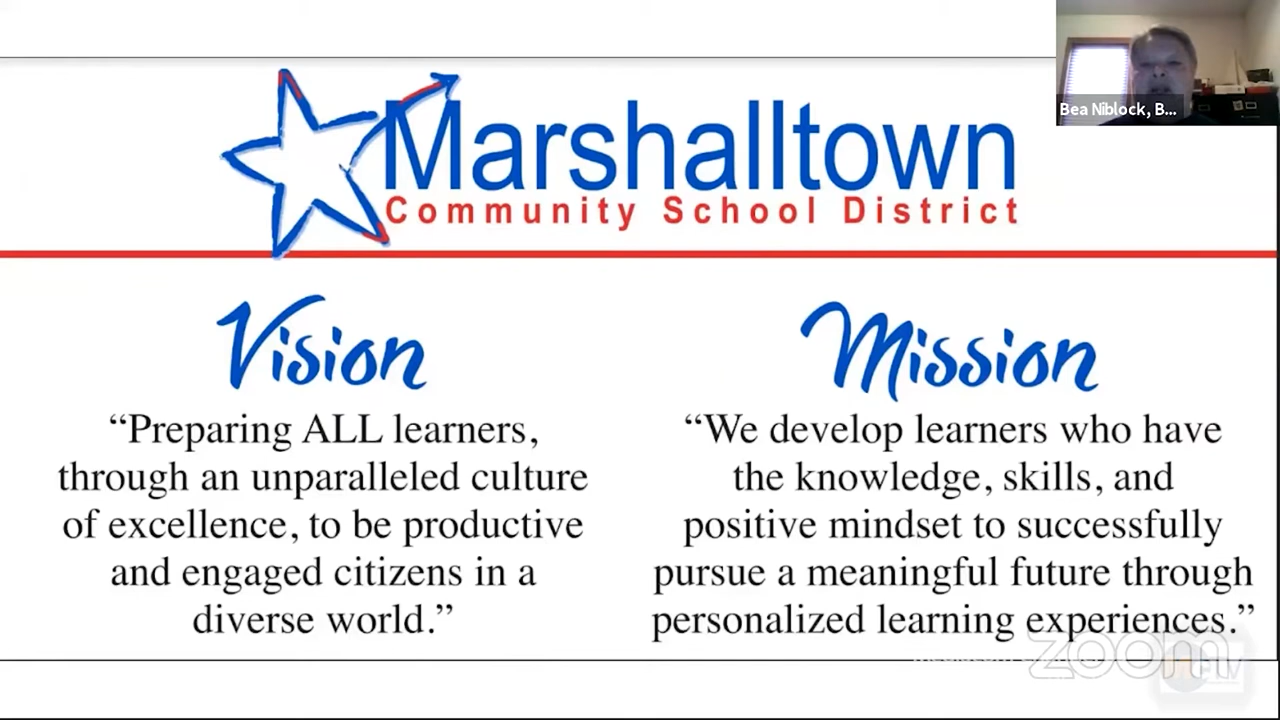 Bea Niblock, B...
Marshalltown
Community School District
Vision
“Preparing ALL learners,
through an unparalleled culture
of excellence, to be productive
and engaged citizens in a
diverse world.”
Mission
“We develop learners who have
the knowledge, skills, and
positive mindset to successfully
pursue a meaningful future through
personalized learning experiences.”
zoom